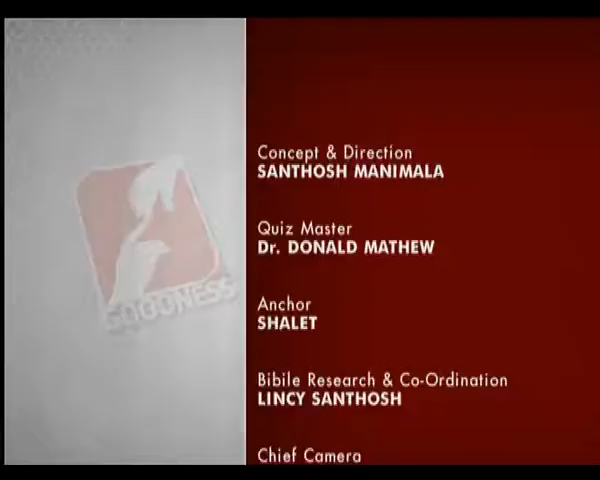 GOODNESS
Concept & Direction
SANTHOSH MANIMALA
Quiz Master
Dr. DONALD MATHEW
Anchor
SHALET
Bibile Research & Co-Ordination
LINCY SANTHOSH
Chief Camera